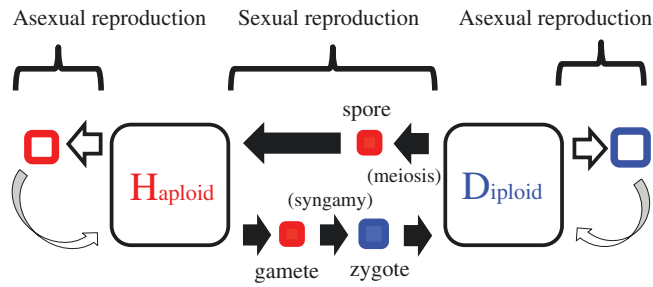 Asexual reproduction Sexual reproduction Asexual reproduction
spore
(meiosis)
Haploid Diploid
(syngamy)
gamete zygote